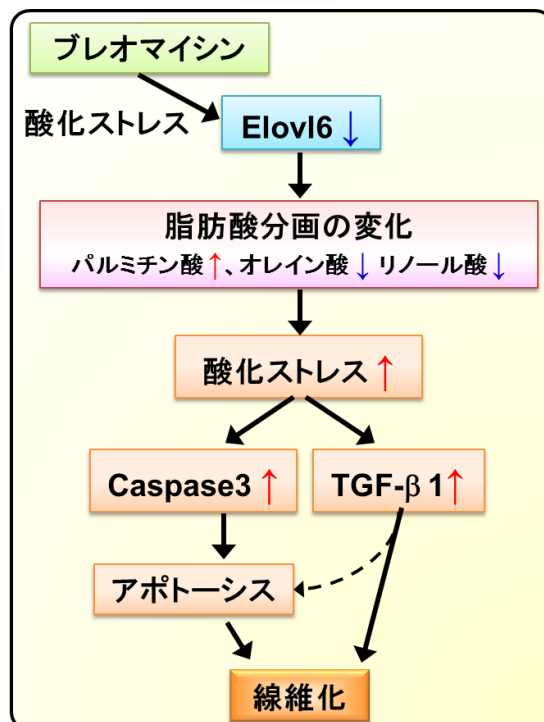 ブレオマイシン
酸化ストレス
Elovl6 ↓
脂肪酸分画の変化
パルミチン酸↑、オレイン酸↓ リノール酸↓
酸化ストレス ↑
Caspase3 ↑
TGF-β 1↑
アポトーシス
線維化